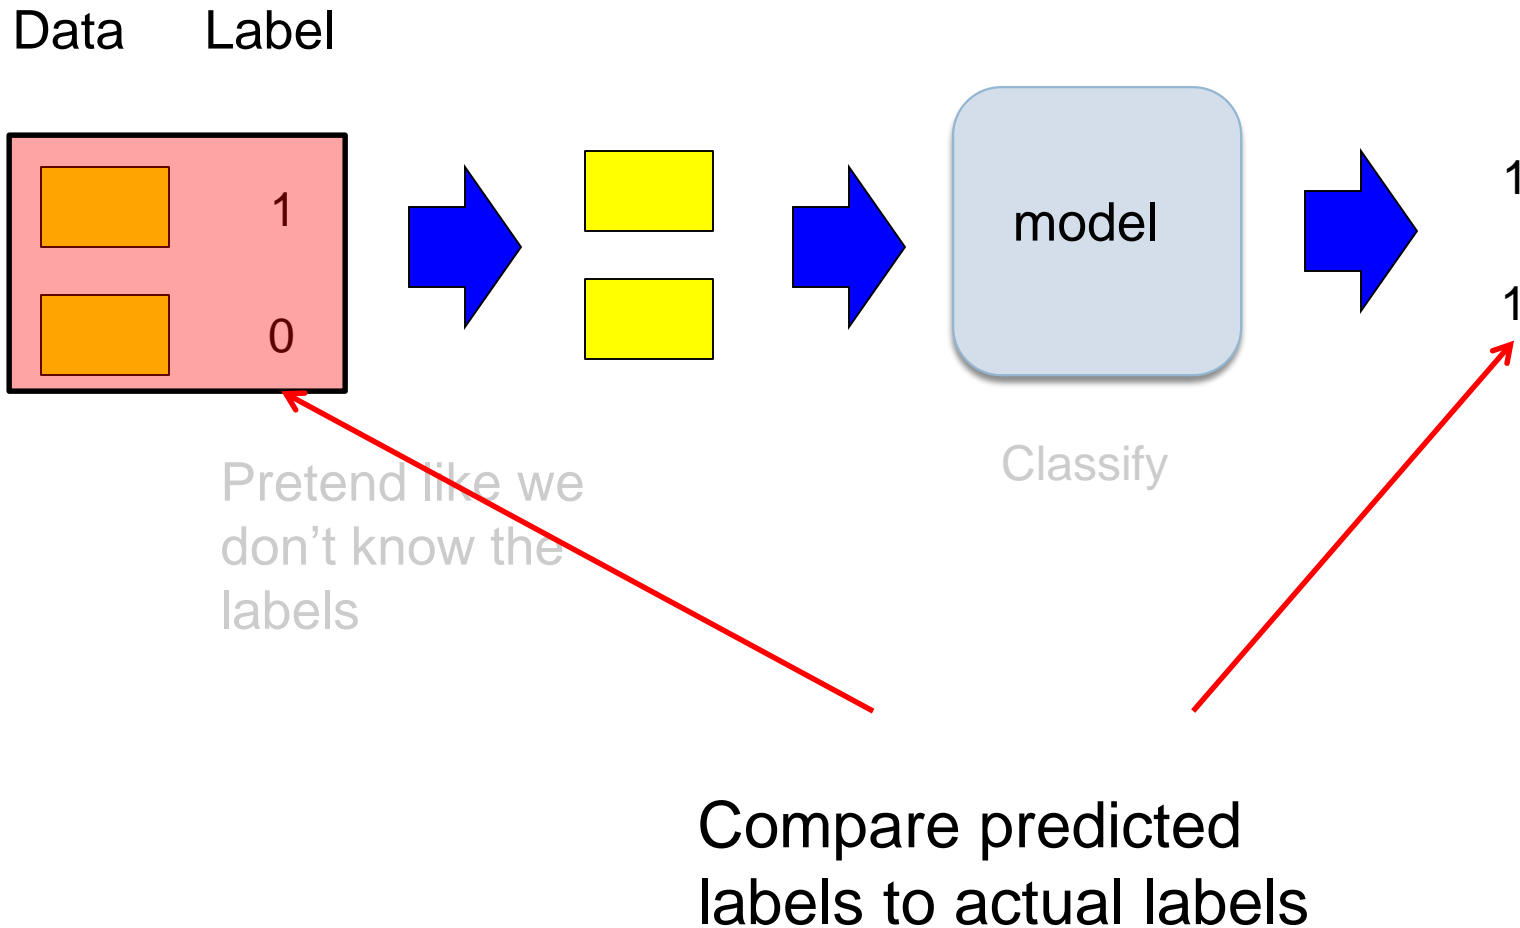 Data Label
1
0
model
1
1
Pretend like we
don’t know the
labels
Classify
Compare predicted
labels to actual labels